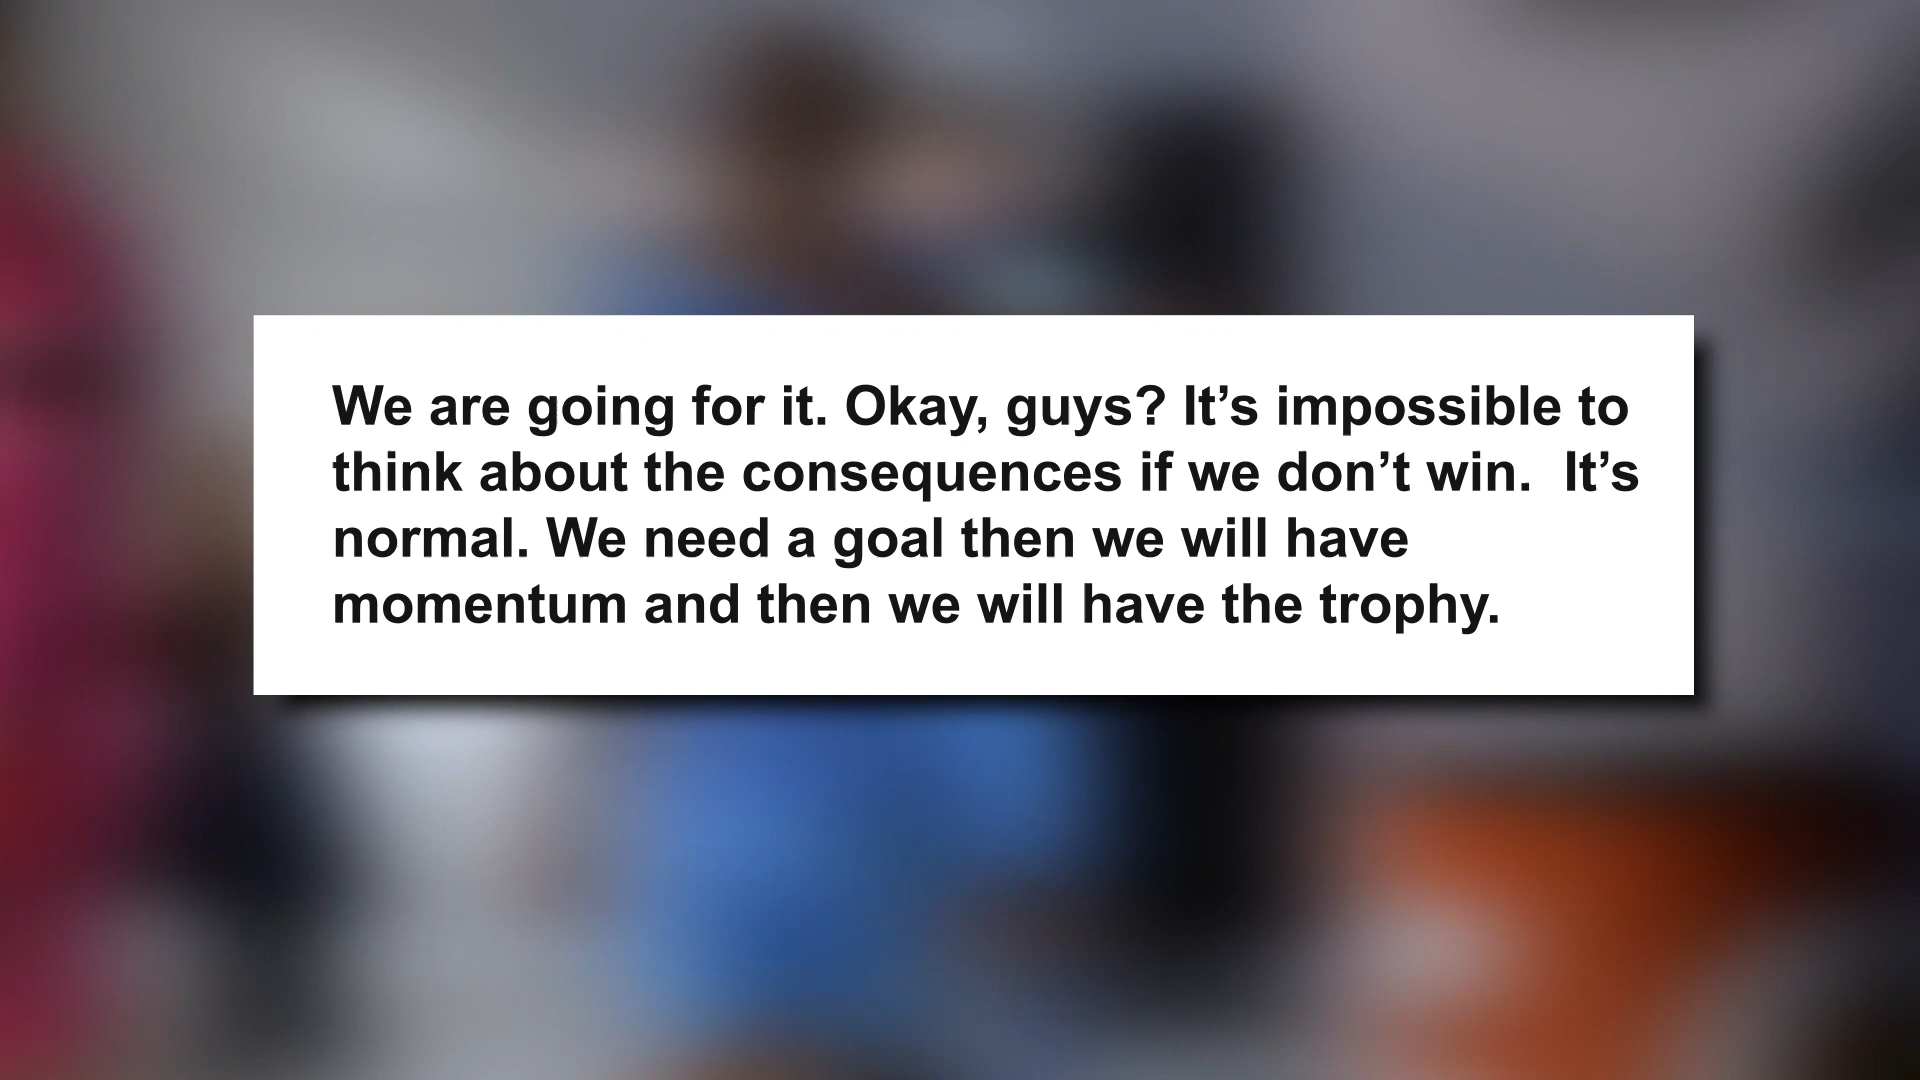 We are going for it. Okay, guys? It’s impossible to
think about the consequences if we don’t win.  It’s
normal. We need a goal then we will have
momentum and then we will have the trophy.